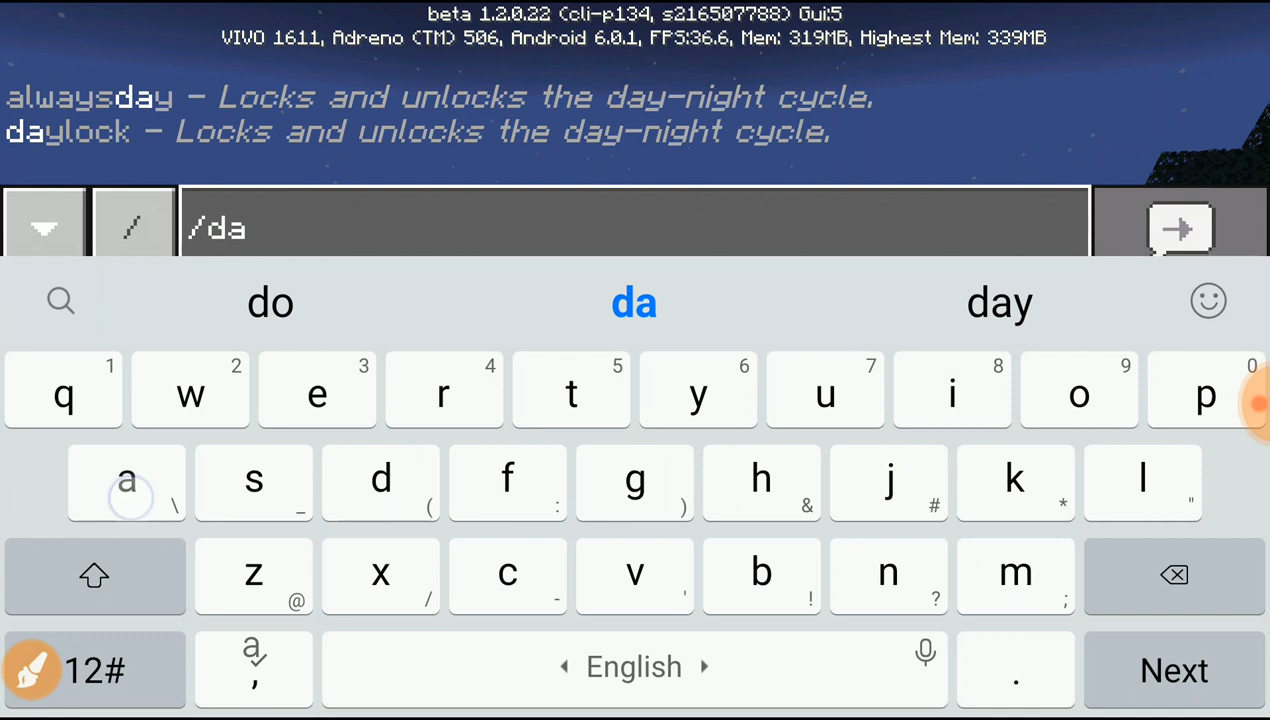 beta 1.2.0.22 (cli-p134, s216507788) Gui:5
VIVO 1611, Adreno (TM) 506, Android 6.0.1, FPS:36.6, Mem: 319MB, Highest Mem: 339MB
alwaysday - Locks and unlocks the day-night cycle.
daylock - Locks and unlocks the day-night cycle.
/ /da
do da day
q 1 w 2 e 3 r 4 t 5 y 6 u 7 i 8 o 9 p 0
a \ s _ d ( f : g ) h & j # k * l "
z @ x / c - v ' b ! n ? m ;
12# a , English . Next